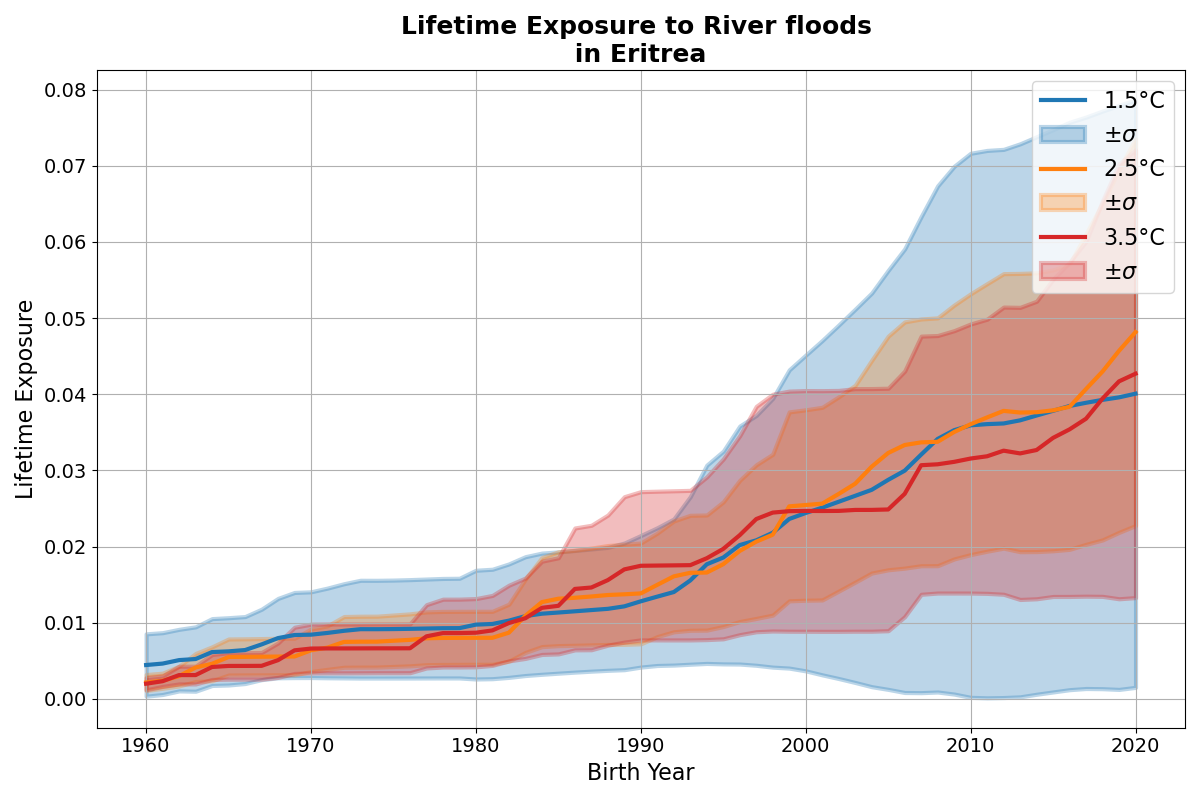 Lifetime Exposure to River floods
in Eritrea
Lifetime Exposure
0.08
0.07
0.06
0.05
0.04
0.03
0.02
0.01
0.00
1.5°C
±σ
2.5°C
±σ
3.5°C
±σ
1960 1970 1980 1990 2000 2010 2020
Birth Year